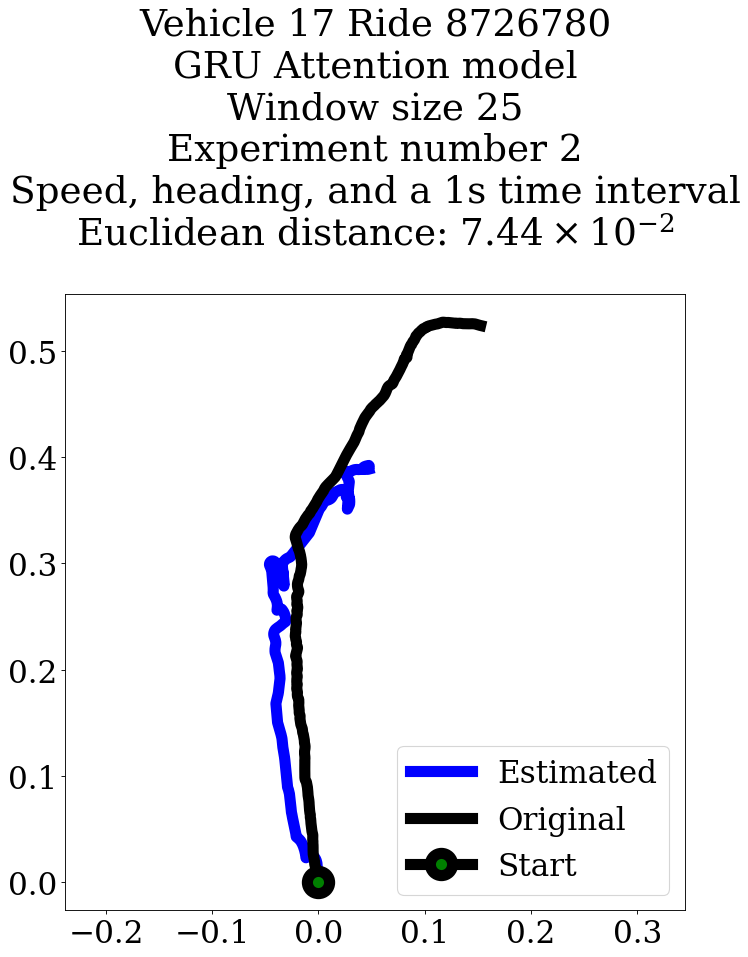 Vehicle 17 Ride 8726780
GRU Attention model
Window size 25
Experiment number 2
Speed, heading, and a 1s time interval
Euclidean distance: 7.44 × 10⁻²
0.5
0.4
0.3
0.2
0.1
0.0
Estimated
Original
Start
−0.2 −0.1 0.0 0.1 0.2 0.3